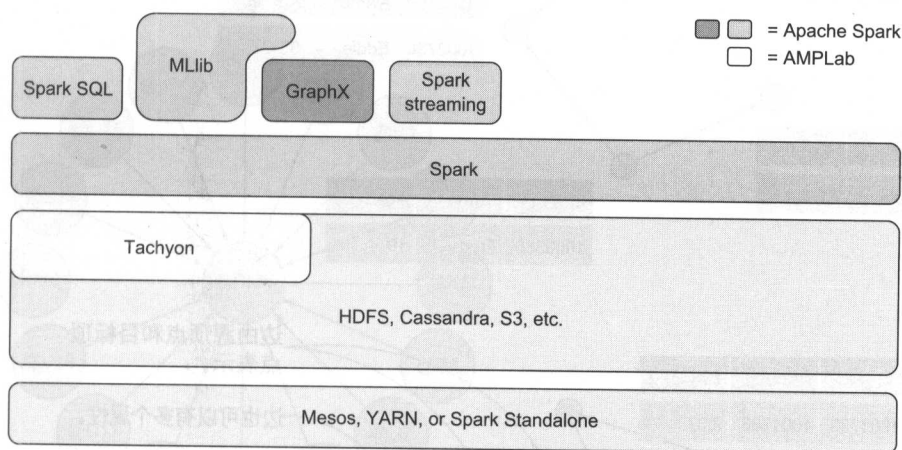 = Apache Spark
= AMPLab
Spark SQL
MLlib
GraphX
Spark
streaming
Spark
Tachyon
HDFS, Cassandra, S3, etc.
Mesos, YARN, or Spark Standalone